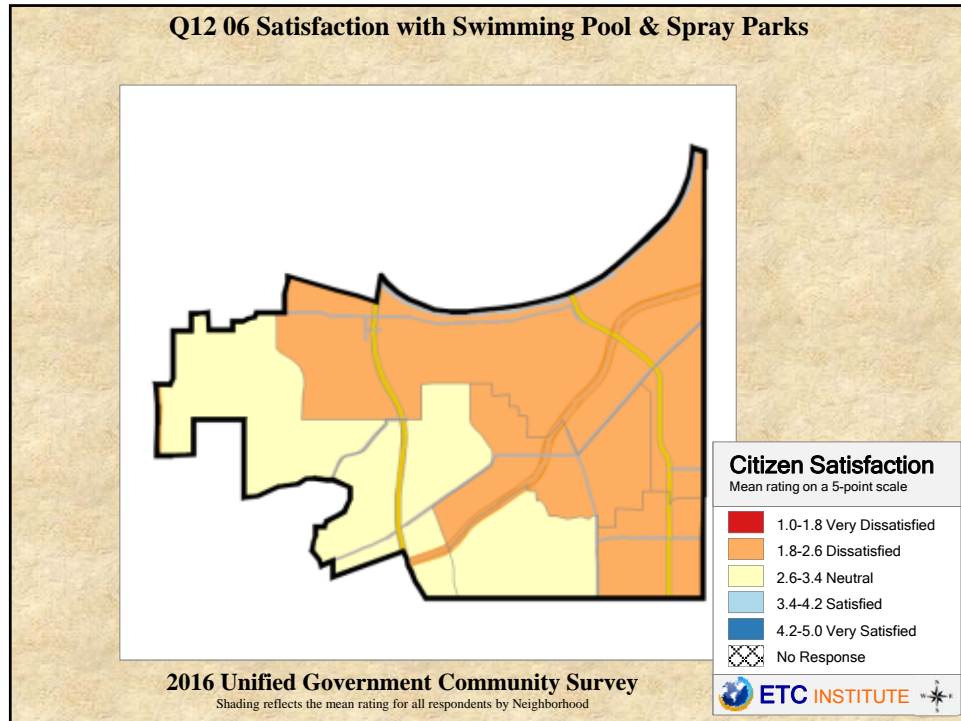 Q12 06 Satisfaction with Swimming Pool & Spray Parks
Citizen Satisfaction
Mean rating on a 5-point scale
1.0-1.8 Very Dissatisfied
1.8-2.6 Dissatisfied
2.6-3.4 Neutral
3.4-4.2 Satisfied
4.2-5.0 Very Satisfied
No Response
ETC INSTITUTE
N
W E
S
2016 Unified Government Community Survey
Shading reflects the mean rating for all respondents by Neighborhood